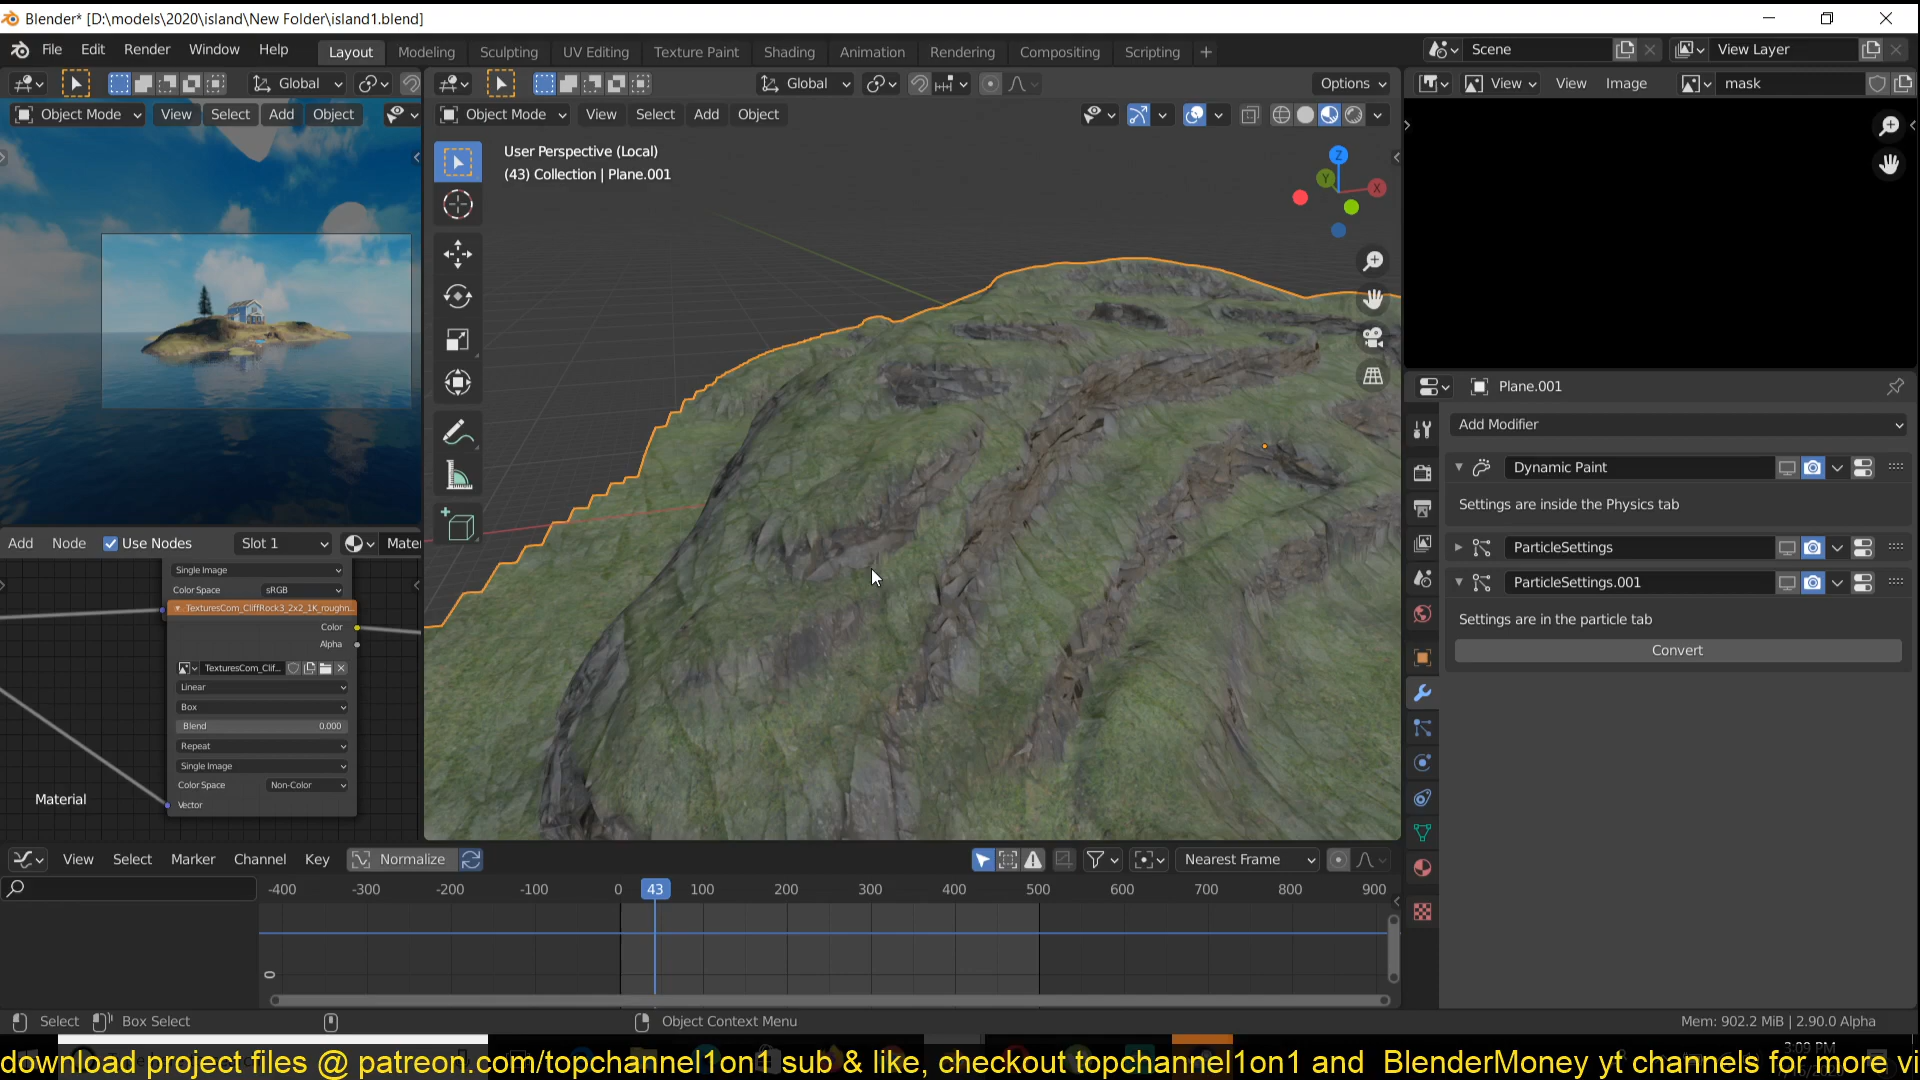 Blender* [D:\models\2020\island\New Folder\island1.blend]
File Edit Render Window Help Layout Modeling Sculpting UV Editing Texture Paint Shading Animation Rendering Compositing Scripting + Scene View Layer
Global Global Options View View Image mask
Object Mode View Select Add Object Object Mode View Select Add Object
User Perspective (Local)
(43) Collection | Plane.001
Z
Y
X
Plane.001
Add Modifier
Dynamic Paint
Settings are inside the Physics tab
ParticleSettings
ParticleSettings.001
Settings are in the particle tab
Convert
Add Node Use Nodes Slot 1 Mate
Single Image
Color Space sRGB
TexturesCom_CliffRock3_2x2_1K_roughn...
Color
Alpha
TexturesCom_Clif...
Linear
Box
Blend 0.000
Repeat
Single Image
Color Space Non-Color
Vector
Material
View Select Marker Channel Key Normalize Nearest Frame
-400 -300 -200 -100 0 43 100 200 300 400 500 600 700 800 900
0
Select Box Select Object Context Menu Mem: 902.2 MiB | 2.90.0 Alpha
download project files @ patreon.com/topchannel1on1 sub & like, checkout topchannel1on1 and BlenderMoney yt channels for more vi
3:09 PM